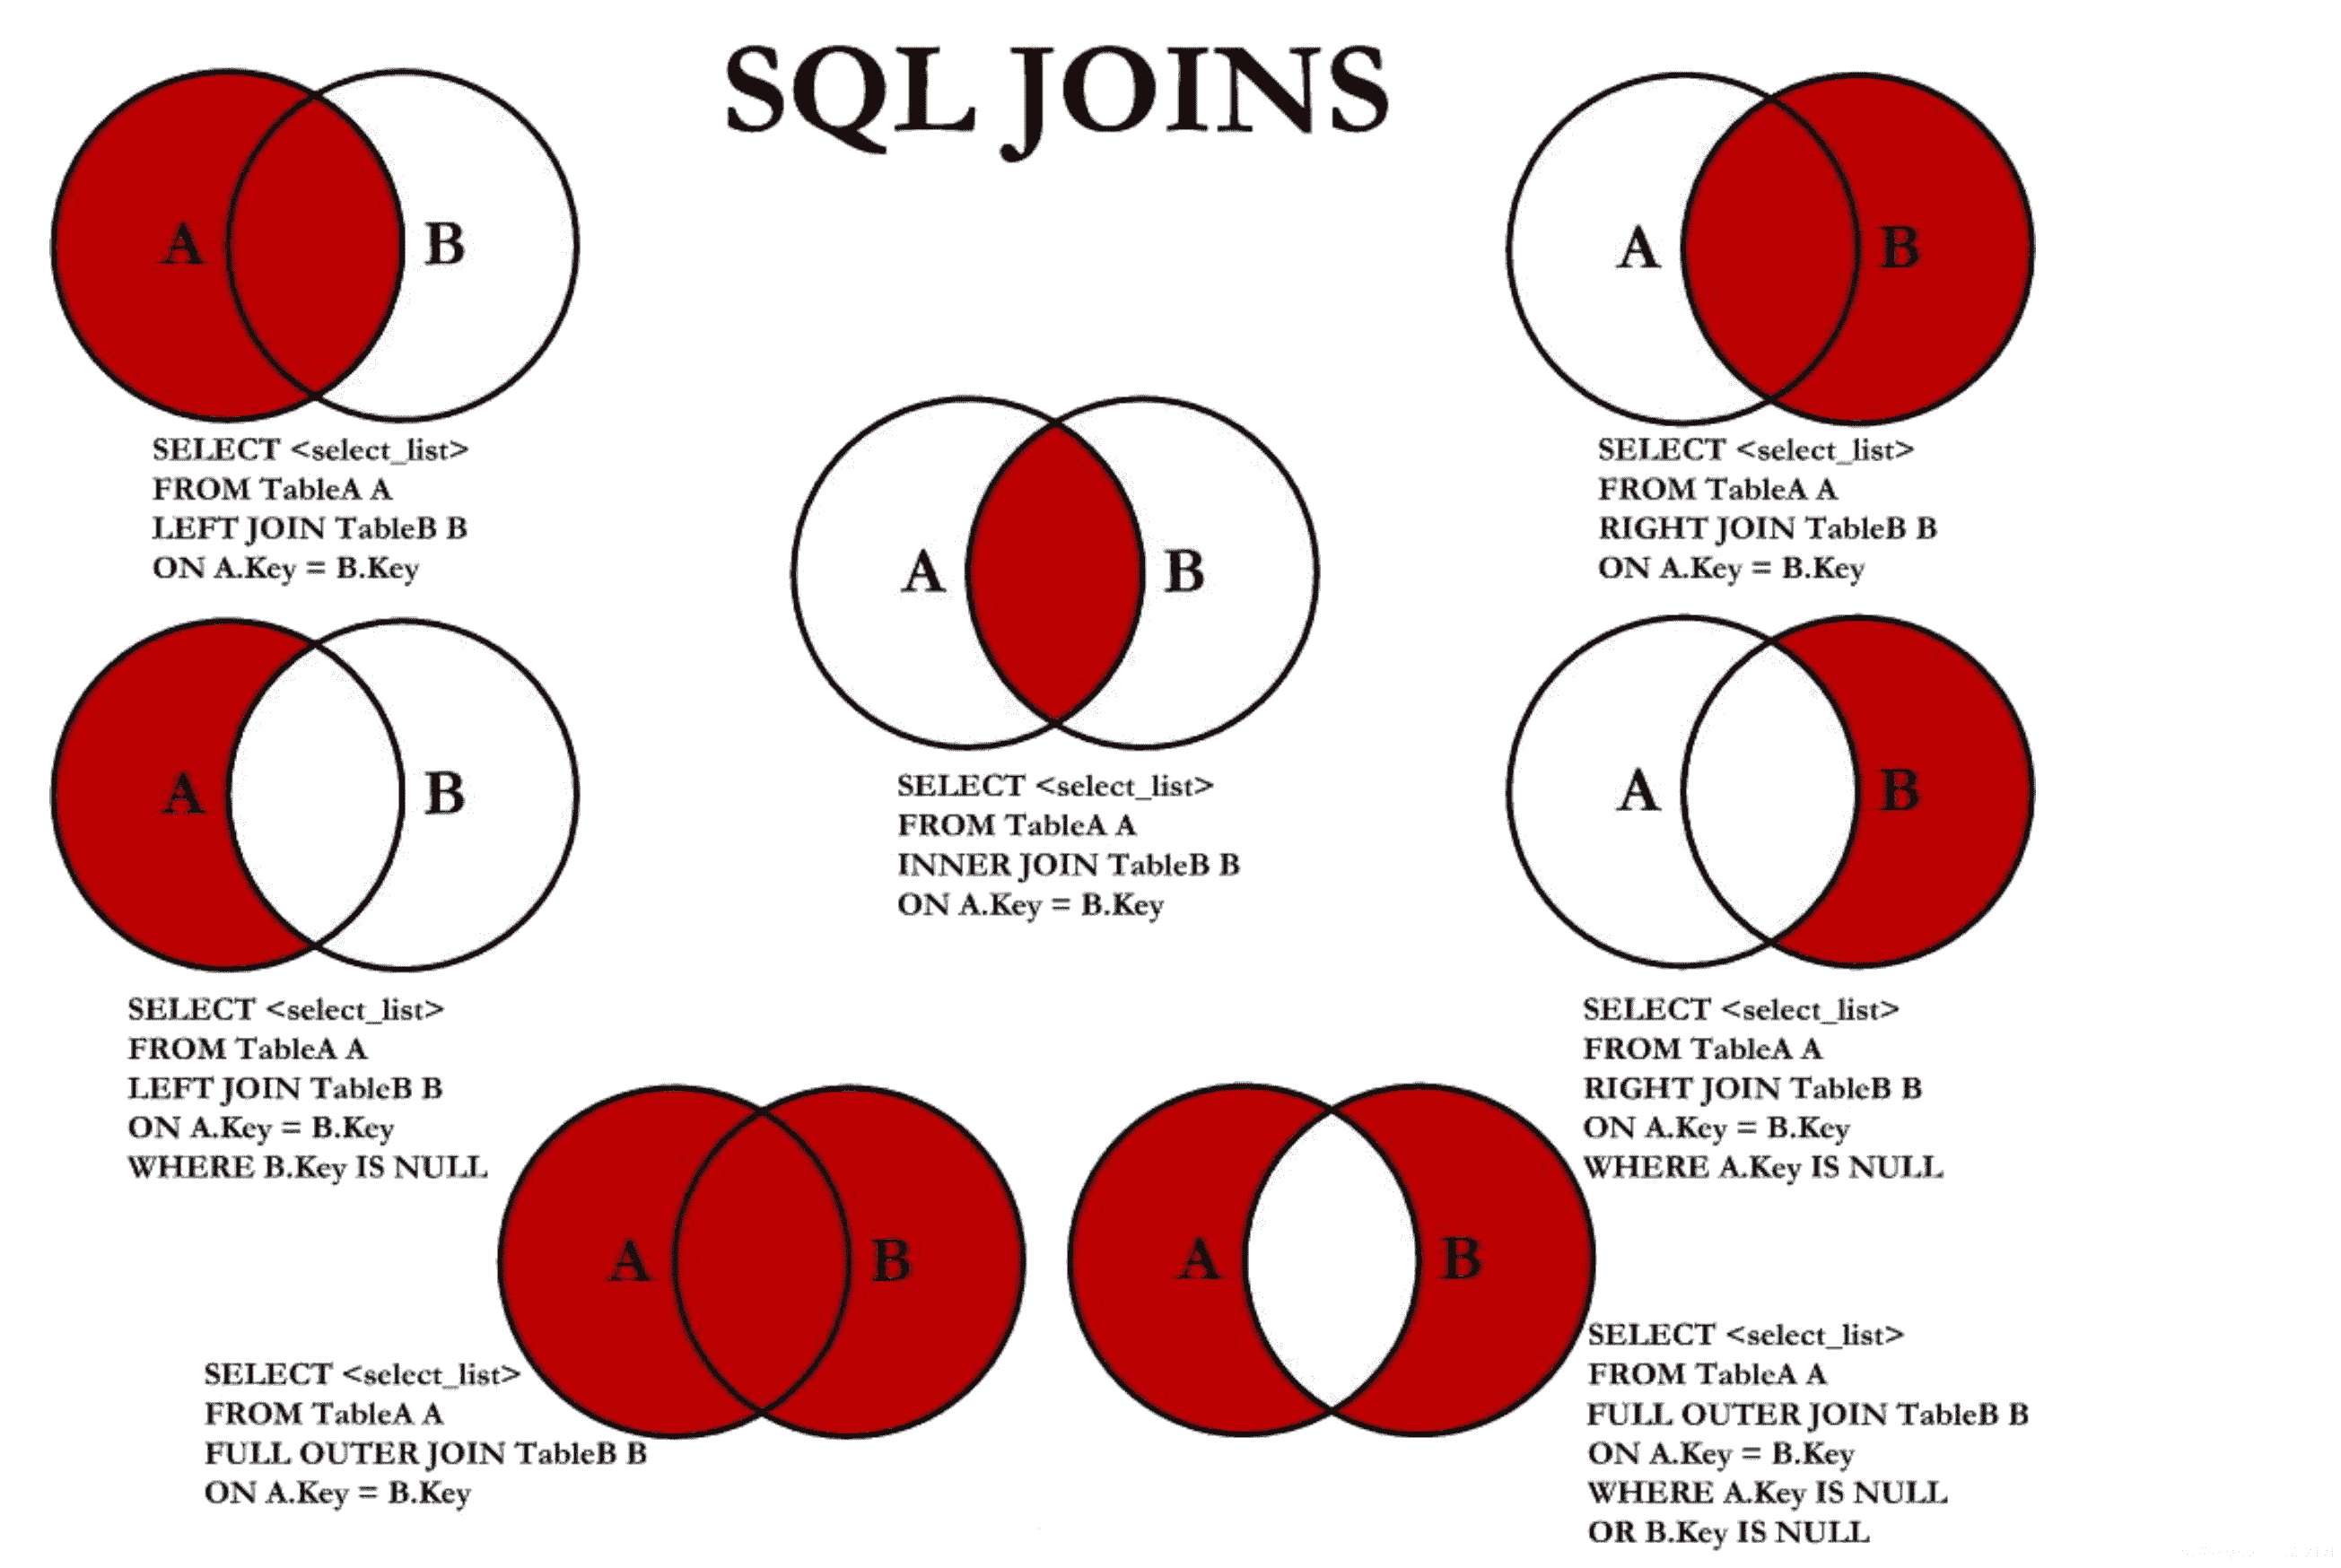 SQL JOINS
A B
SELECT <select_list>
FROM TableA A
LEFT JOIN TableB B
ON A.Key = B.Key
A B
SELECT <select_list>
FROM TableA A
RIGHT JOIN TableB B
ON A.Key = B.Key
A B
SELECT <select_list>
FROM TableA A
INNER JOIN TableB B
ON A.Key = B.Key
A B
SELECT <select_list>
FROM TableA A
LEFT JOIN TableB B
ON A.Key = B.Key
WHERE B.Key IS NULL
A B
SELECT <select_list>
FROM TableA A
RIGHT JOIN TableB B
ON A.Key = B.Key
WHERE A.Key IS NULL
A B
SELECT <select_list>
FROM TableA A
FULL OUTER JOIN TableB B
ON A.Key = B.Key
A B
SELECT <select_list>
FROM TableA A
FULL OUTER JOIN TableB B
ON A.Key = B.Key
WHERE A.Key IS NULL
OR B.Key IS NULL